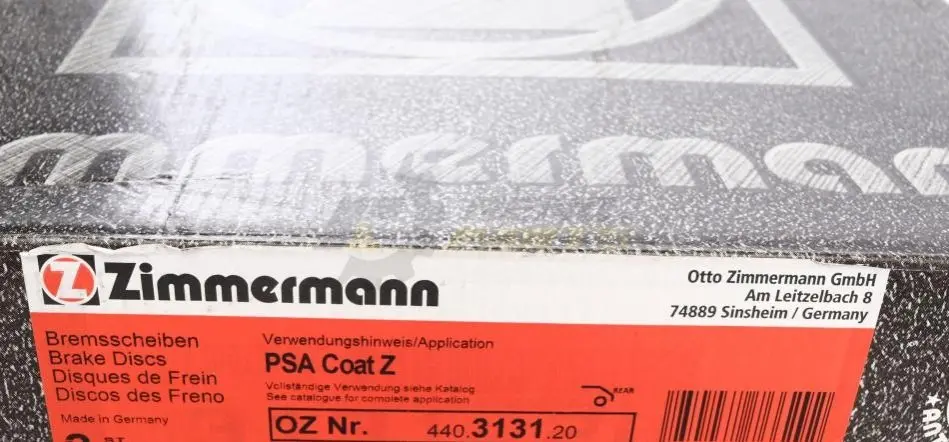 Zimmermann
Otto Zimmermann GmbH
Am Leitzelbach 8
74889 Sinsheim / Germany
Bremsscheiben
Brake Discs
Disques de Frein
Discos des Freno
Made in Germany
Verwendungshinweis/Application
PSA Coat Z
Vollständige Verwendung siehe Katalog
See catalogue for complete application
REAR
OZ Nr. 440.3131.20